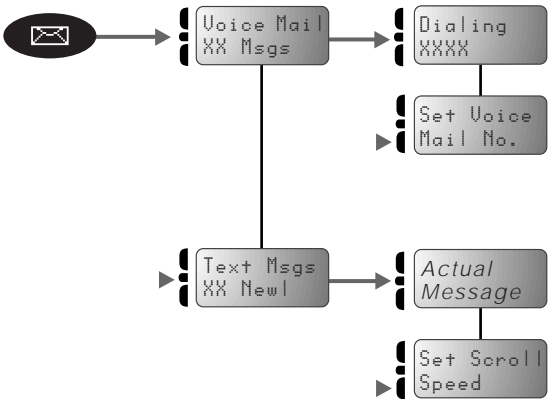 Voice Mail
XX Msgs
Dialing
XXXX
Set Voice
Mail No.
Text Msgs
XX New|
Actual
Message
Set Scroll
Speed